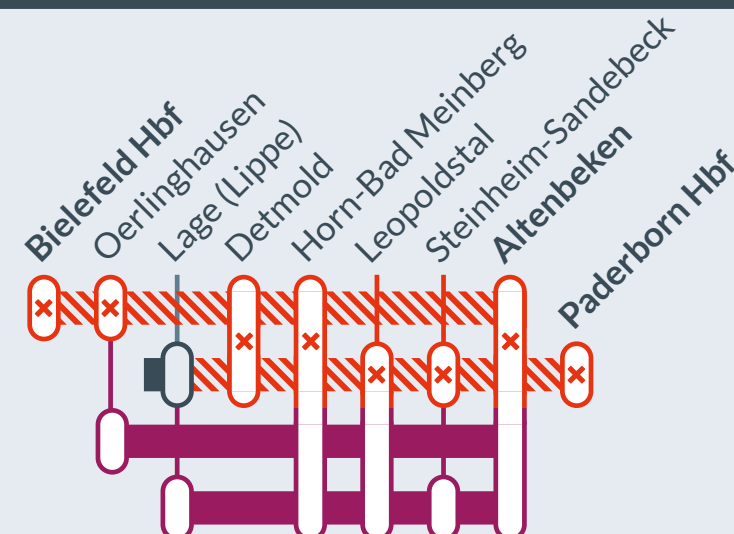 Bielefeld Hbf
Oerlinghausen
Lage (Lippe)
Detmold
Horn-Bad Meinberg
Leopoldstal
Steinheim-Sandebeck
Altenbeken
Paderborn Hbf